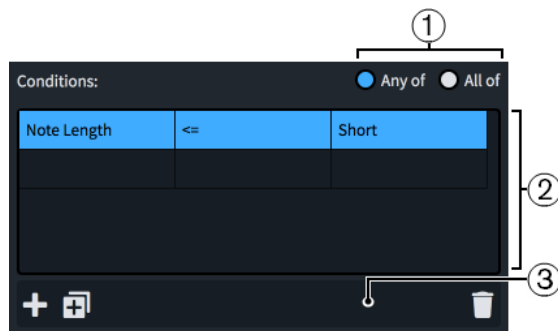 1
Conditions:
Any of
All of
Note Length
<=
Short
2
3